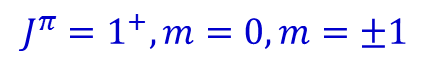 J^π = 1^+, m = 0, m = ±1